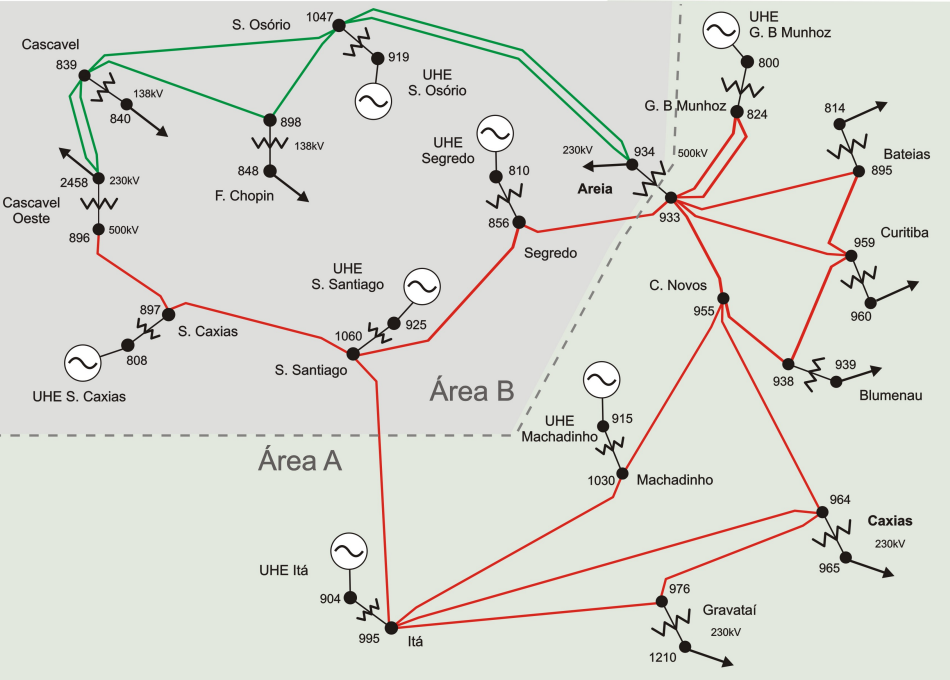 1047
S. Osório
919
UHE
S. Osório
Cascavel
839
138kV
840
898
138kV
848
F. Chopin
2458
230kV
Cascavel
Oeste
896
500kV
UHE
Segredo
810
856
Segredo
230kV
934
500kV
Areia
933
UHE
G. B Munhoz
800
G. B Munhoz
824
814
Bateias
895
Curitiba
959
960
C. Novos
955
938
939
Blumenau
897
S. Caxias
808
UHE S. Caxias
UHE
S. Santiago
1060
925
S. Santiago
Área B
Área A
915
UHE
Machadinho
1030
Machadinho
964
Caxias
230kV
965
UHE Itá
904
995
Itá
976
Gravataí
230kV
1210